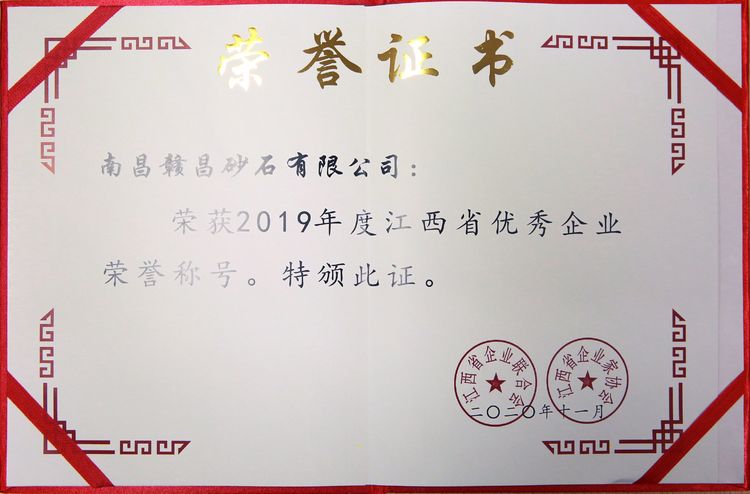 荣誉证书
南昌赣昌砂石有限公司：
荣获2019年度江西省优秀企业
荣誉称号。特颁此证。
江西省企业联合会
江西省企业家协会
二〇二〇年十一月